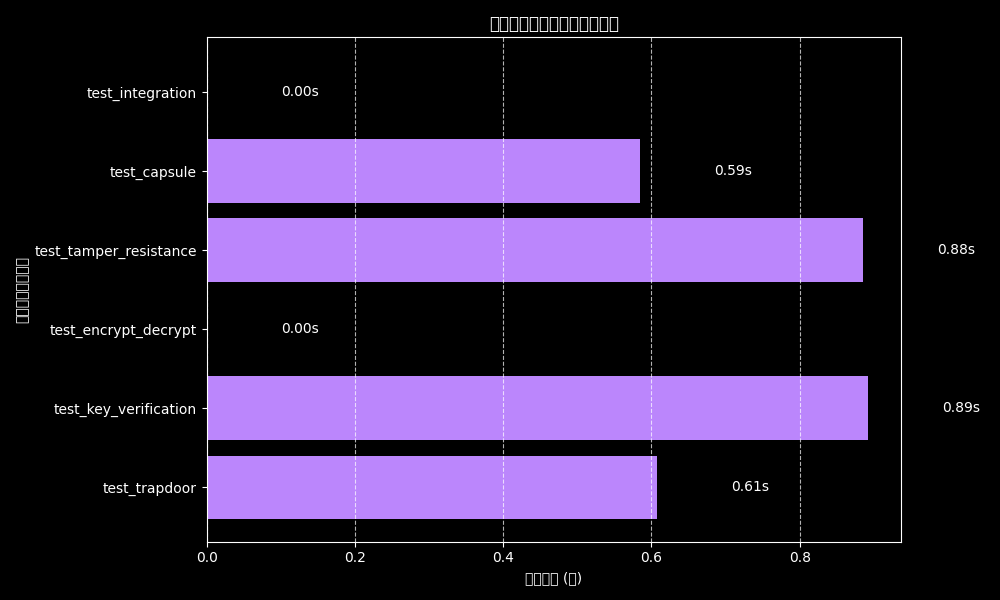 test_integration
0.00s
test_capsule
0.59s
test_tamper_resistance
0.88s
test_encrypt_decrypt
0.00s
test_key_verification
0.89s
test_trapdoor
0.61s
0.0 0.2 0.4 0.6 0.8